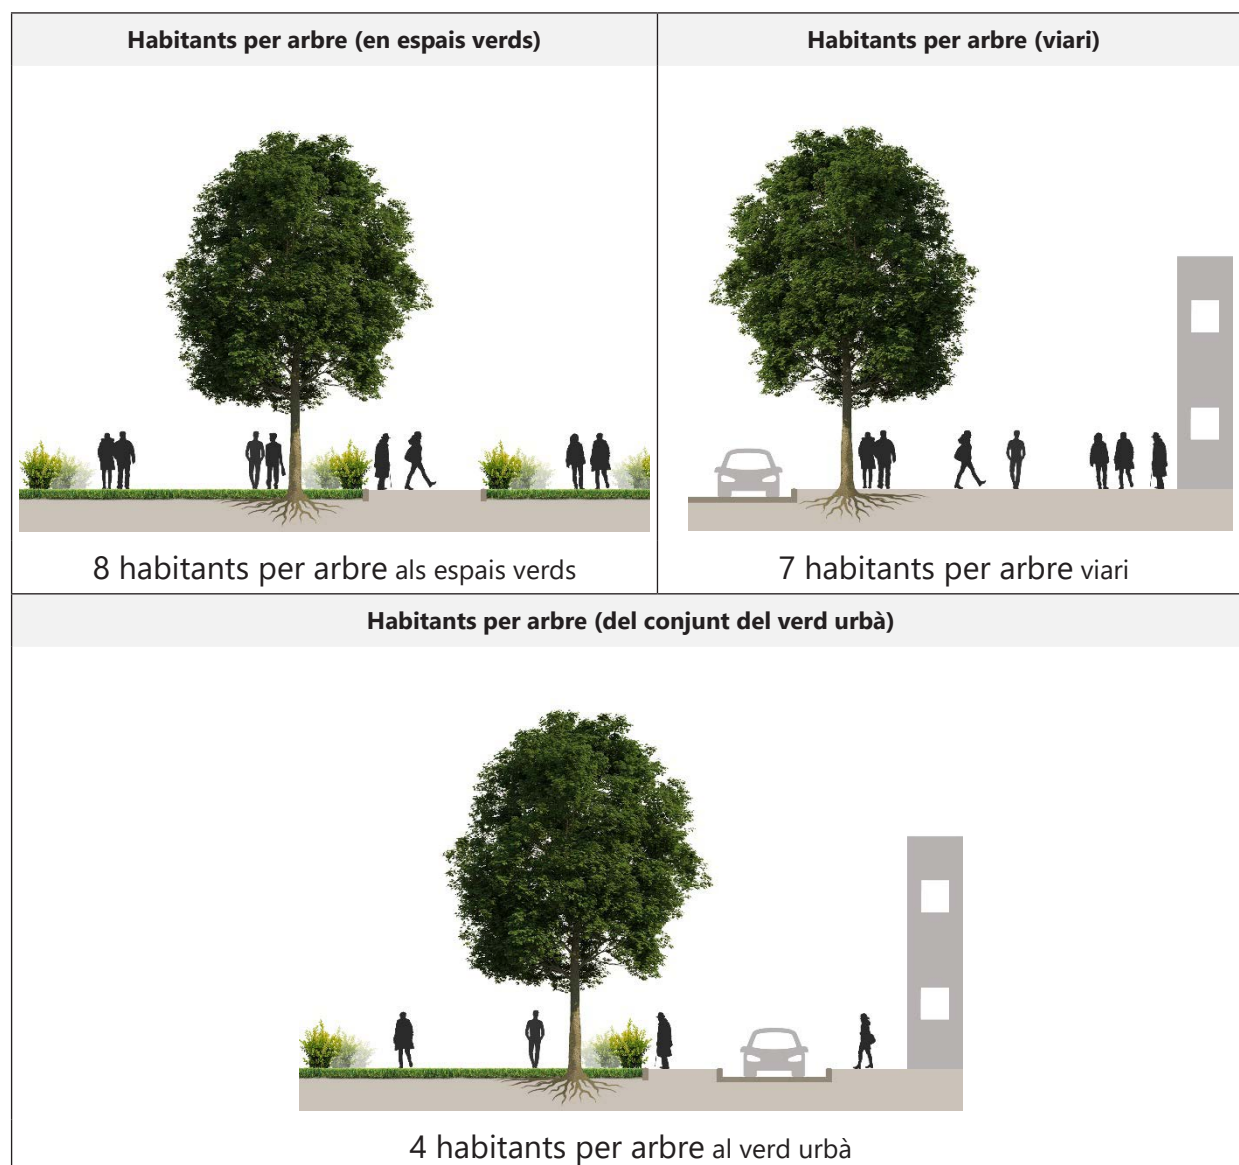 Habitants per arbre (en espais verds)
Habitants per arbre (viari)
8 habitants per arbre als espais verds
7 habitants per arbre viari
Habitants per arbre (del conjunt del verd urbà)
4 habitants per arbre al verd urbà